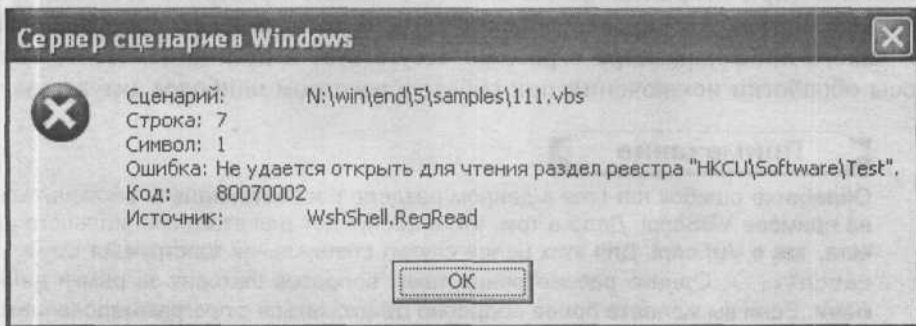 Сервер сценариев Windows
Сценарий: N:\win\end\5\samples\111.vbs
Строка: 7
Символ: 1
Ошибка: Не удается открыть для чтения раздел реестра "HKCU\Software\Test".
Код: 80070002
Источник: WshShell.RegRead
OK